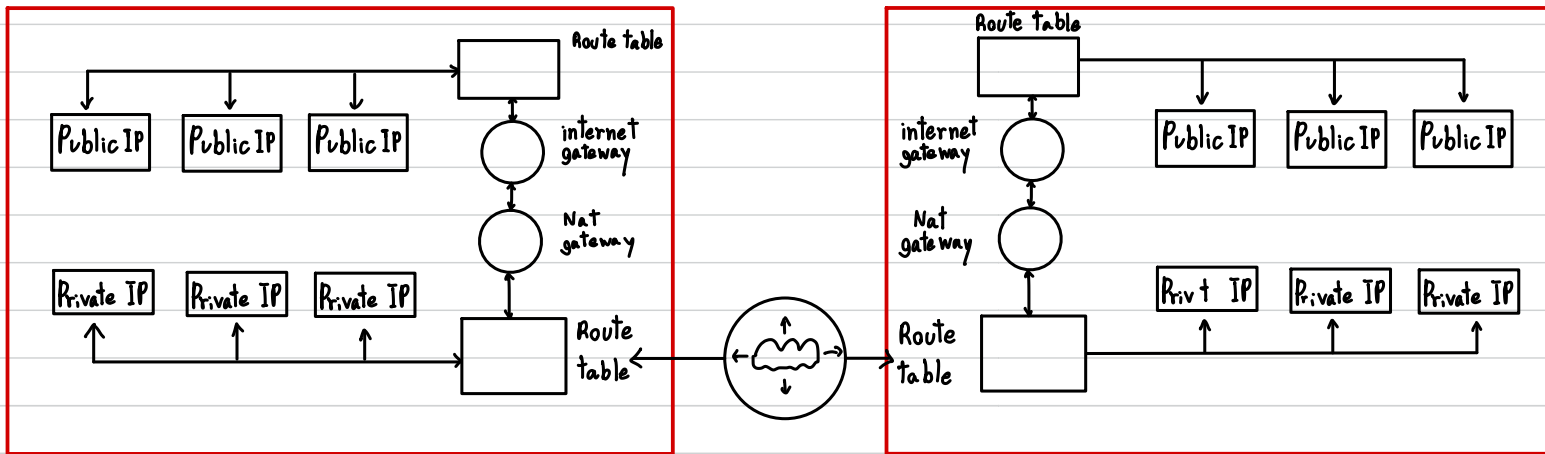 Route table
Public IP
Public IP
Public IP
internet
gateway
Nat
gateway
Private IP
Private IP
Private IP
Route
table
Route table
Public IP
Public IP
Public IP
internet
gateway
Nat
gateway
Priv t IP
Private IP
Private IP
Route
table